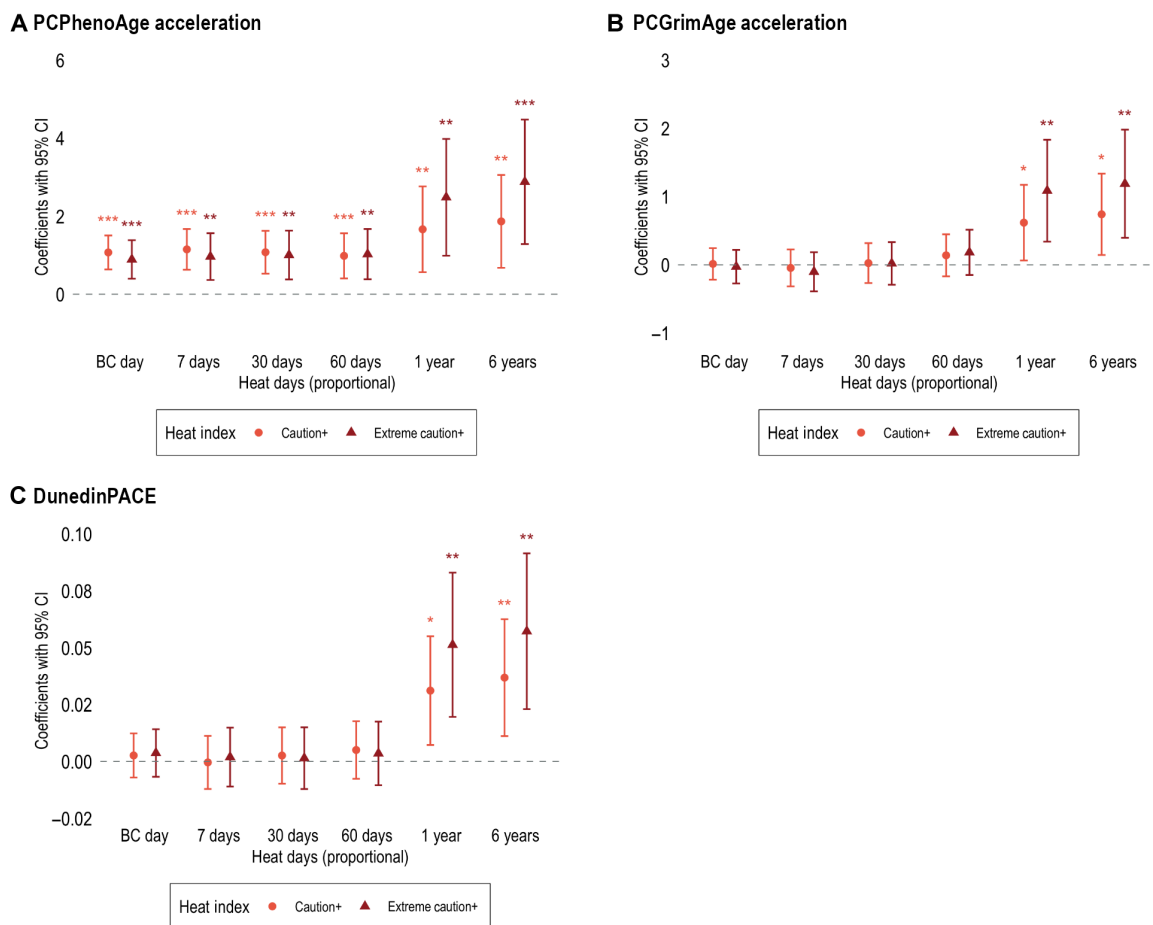 A PCPhenoAge acceleration
6
4
2
0
Coefficients with 95% CI
*** *** *** ** *** ** *** ** ** ** ** ***
BC day 7 days 30 days 60 days 1 year 6 years
Heat days (proportional)
Heat index Caution+ Extreme caution+
B PCGrimAge acceleration
3
2
1
0
−1
Coefficients with 95% CI
* ** * **
BC day 7 days 30 days 60 days 1 year 6 years
Heat days (proportional)
Heat index Caution+ Extreme caution+
C DunedinPACE
0.10
0.08
0.05
0.02
0.00
−0.02
Coefficients with 95% CI
* ** ** **
BC day 7 days 30 days 60 days 1 year 6 years
Heat days (proportional)
Heat index Caution+ Extreme caution+